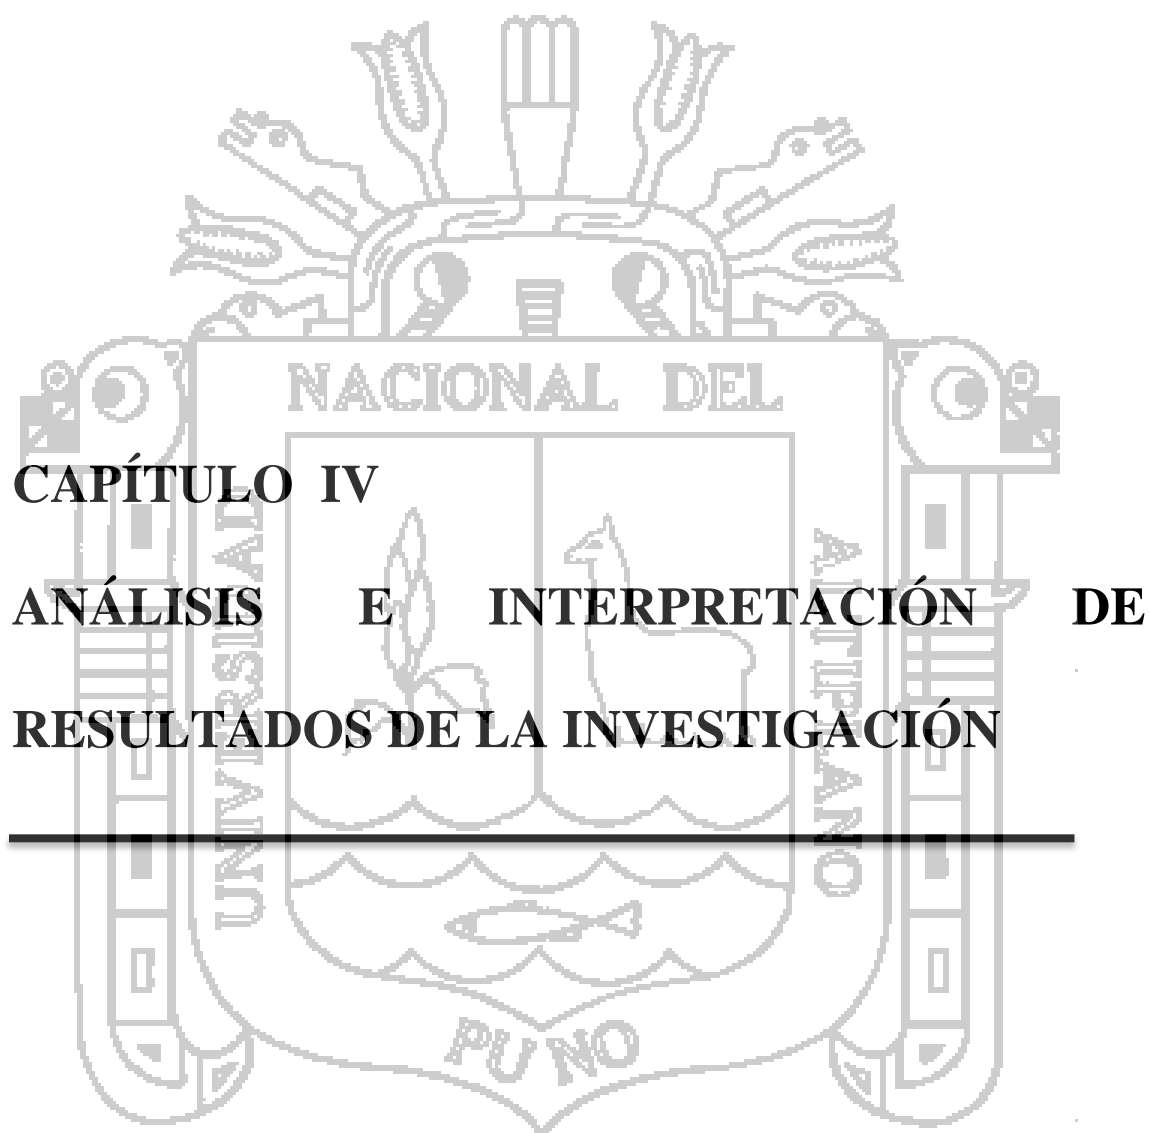 NACIONAL DEL
CAPÍTULO IV
ANÁLISIS E INTERPRETACIÓN DE
RESULTADOS DE LA INVESTIGACIÓN
UNIVERSIDAD
ALTIPLANO
PUNO